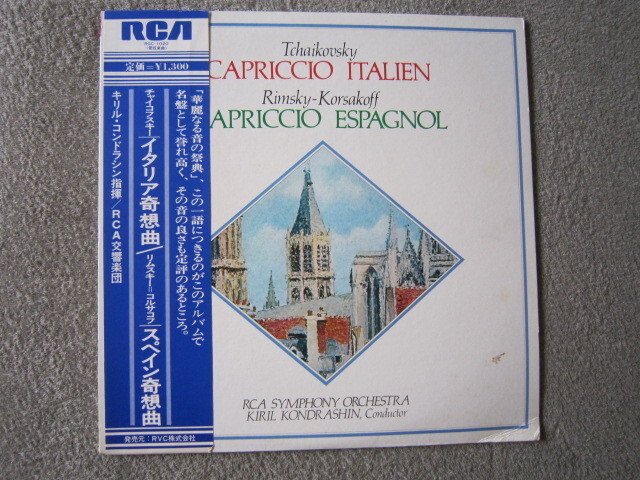 RCA
定価=¥1,300
チャイコフスキー/イタリア奇想曲/リムスキー=コルサコフ/スペイン奇想曲
キリル・コンドラシン指揮/RCA交響楽団
「華麗なる音の祭典」、この一語につきるのがこのアルバムで
名盤として誉れ高く、その音の良さも定評のあるところ。
発売元:RVC株式会社
Tchaikovsky
CAPRICCIO ITALIEN
Rimsky-Korsakoff
APRICCIO ESPAGNOL
RCA SYMPHONY ORCHESTRA
KIRIL KONDRASHIN, Conductor